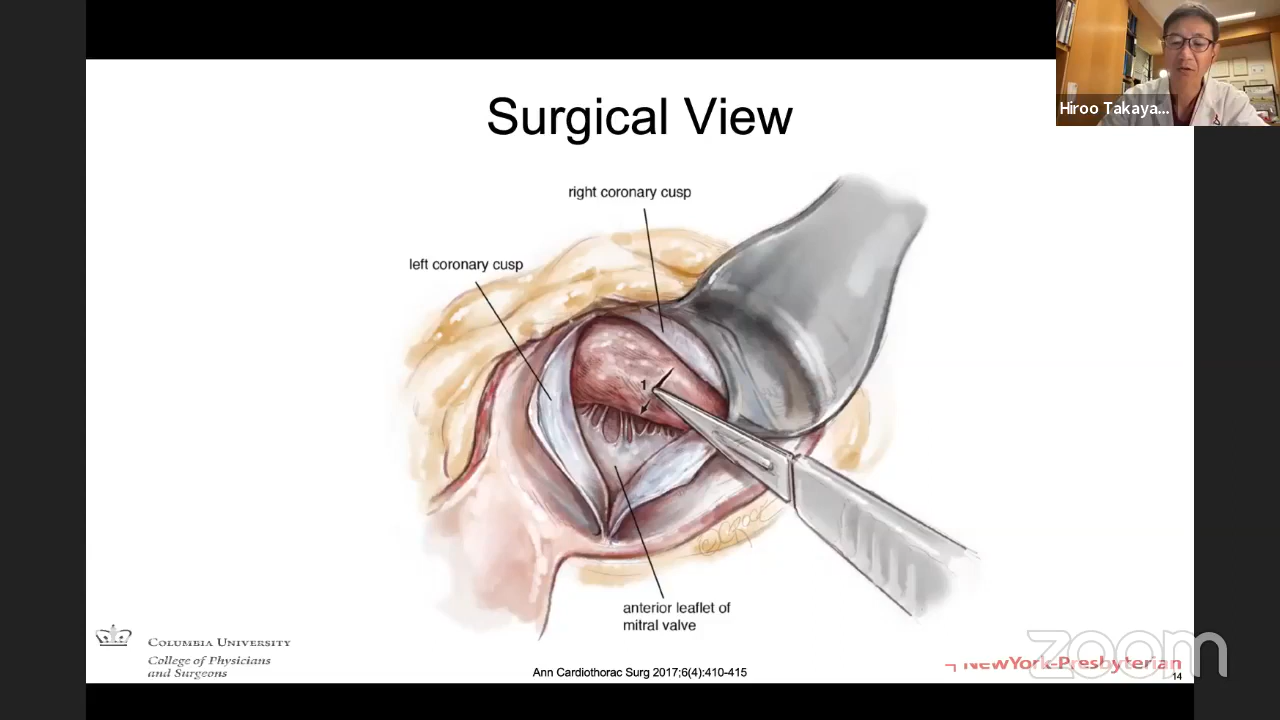 Hiroo Takaya...
Surgical View
right coronary cusp
left coronary cusp
1
anterior leaflet of
mitral valve
COLUMBIA UNIVERSITY
College of Physicians
and Surgeons
Ann Cardiothorac Surg 2017;6(4):410-415
NewYork-Presbyterian
zoom
14